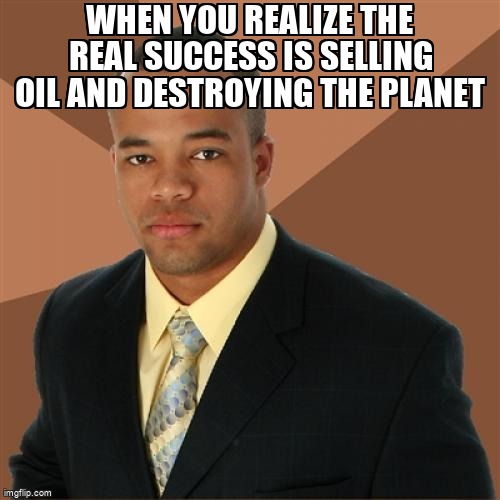 WHEN YOU REALIZE THE
REAL SUCCESS IS SELLING
OIL AND DESTROYING THE PLANET
imgflip.com